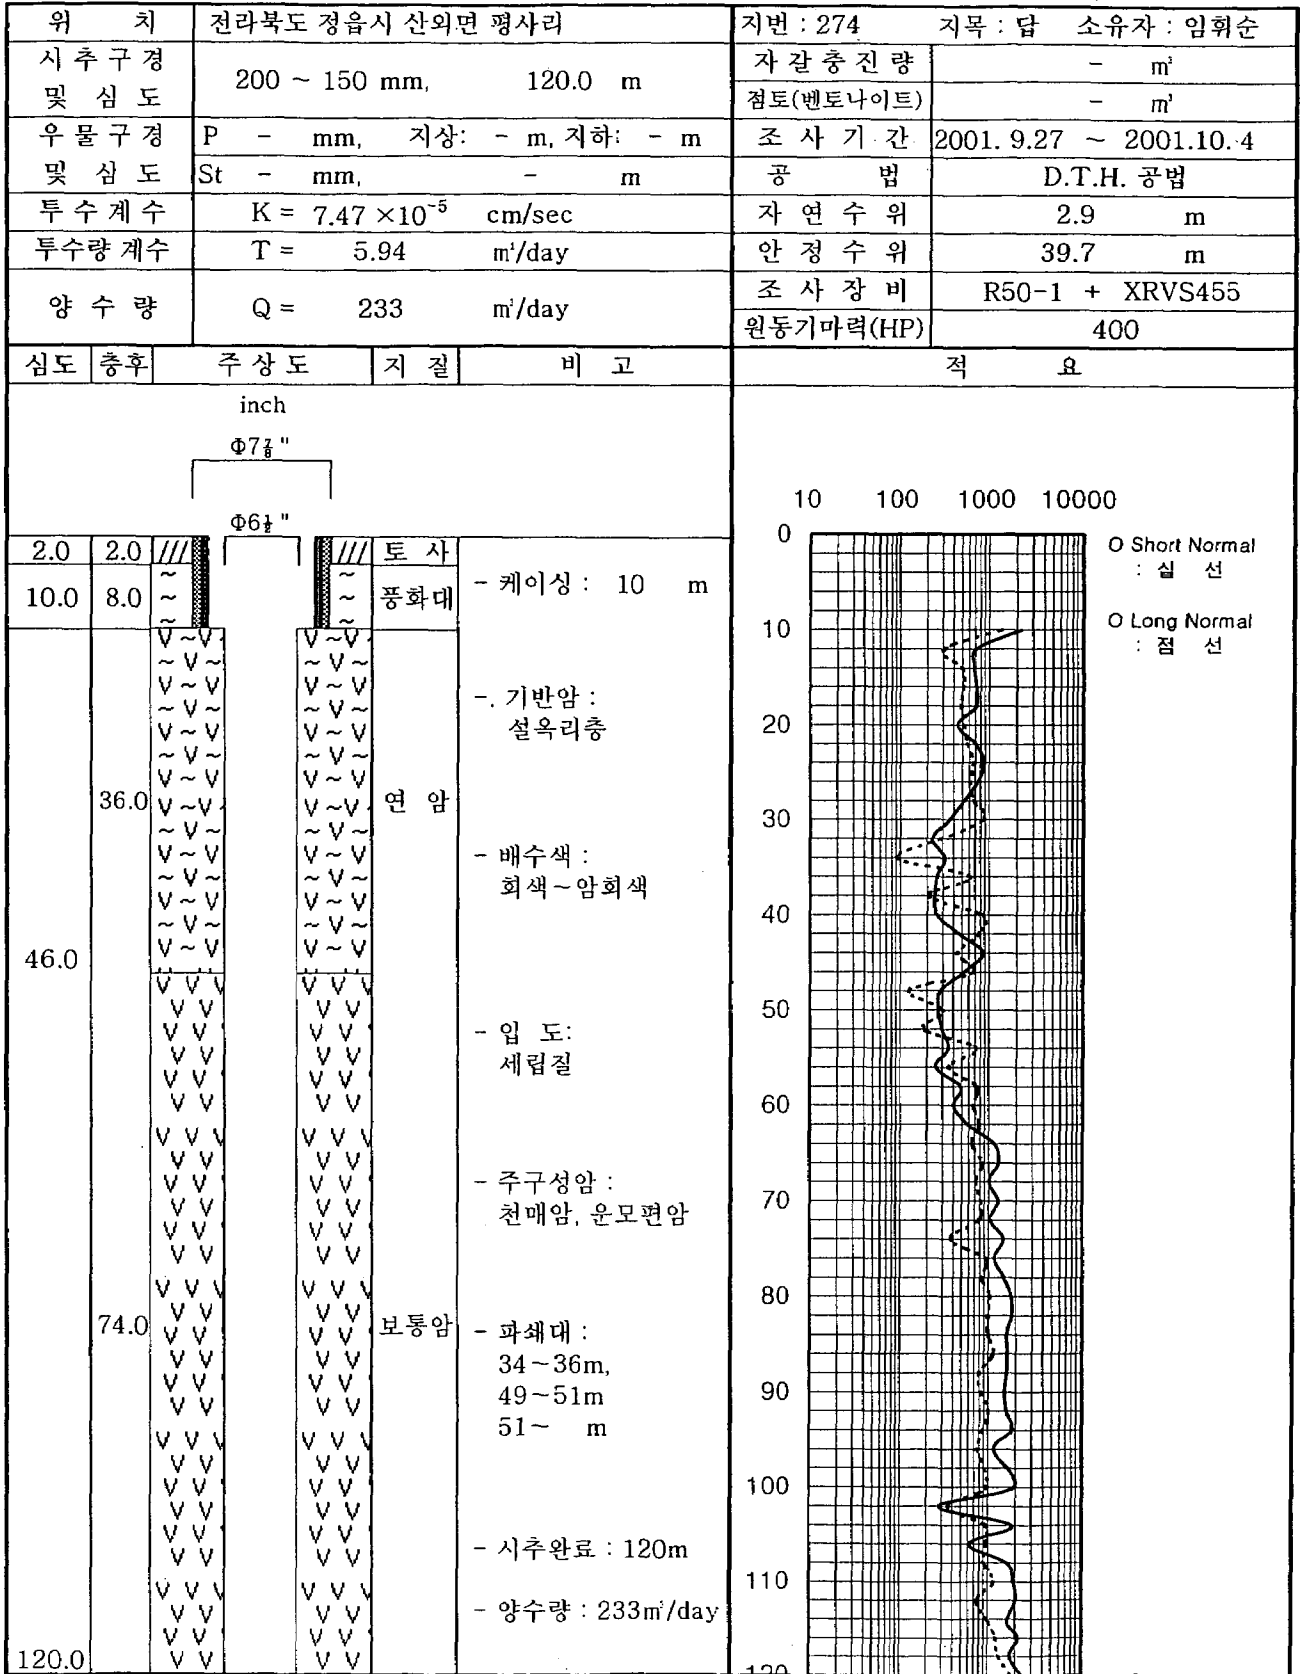 위 치 전라북도 정읍시 산외면 평사리 지번 : 274 지목 : 답 소유자 : 임휘순
시추구경 및 심도 200 ~ 150 mm, 120.0 m
자갈충진량 - m³
점토(벤토나이트) - m³
우물구경 및 심도 P - mm, 지상: - m, 지하: - m
St - mm, - m
조사기간 2001. 9.27 ~ 2001.10. 4
공 법 D.T.H. 공법
투수계수 K = 7.47 ×10⁻⁵ cm/sec
자연수위 2.9 m
투수량계수 T = 5.94 m²/day
안정수위 39.7 m
양수량 Q = 233 m³/day
조사장비 R50-1 + XRVS455
원동기마력(HP) 400
심도 층후 주상도 지질 비고 적요
inch
Φ7⅞"
Φ6½"
2.0 2.0 토사
10.0 8.0 풍화대
- 케이싱 : 10 m
-. 기반암 :
설옥리층
36.0 연암
- 배수색 :
회색~암회색
46.0
- 입 도:
세립질
- 주구성암 :
천매암, 운모편암
74.0 보통암
- 파쇄대 :
34~36m,
49~51m
51~ m
- 시추완료 : 120m
- 양수량 : 233m³/day
120.0
10 100 1000 10000
0
10
20
30
40
50
60
70
80
90
100
110
120
O Short Normal
: 실 선
O Long Normal
: 점 선